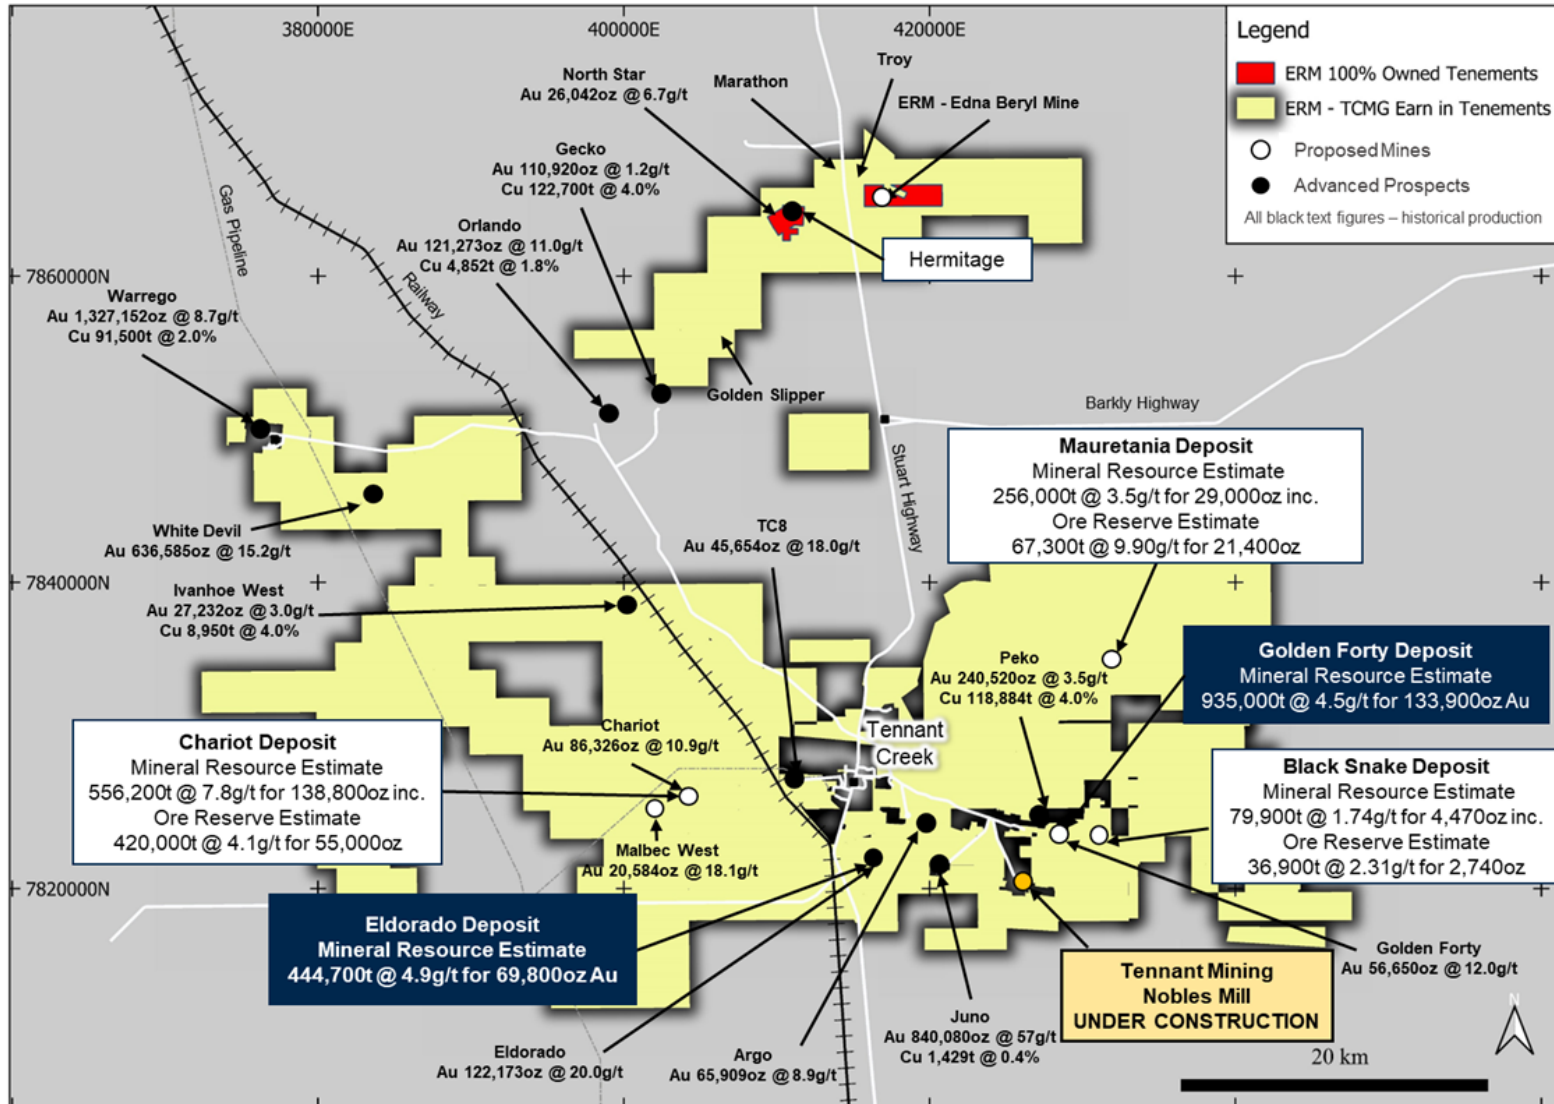 380000E
400000E
420000E
Legend
ERM 100% Owned Tenements
ERM - TCMG Earn in Tenements
Proposed Mines
Advanced Prospects
All black text figures – historical production
North Star
Au 26,042oz @ 6.7g/t
Marathon
Troy
ERM - Edna Beryl Mine
Gecko
Au 110,920oz @ 1.2g/t
Cu 122,700t @ 4.0%
Gas Pipeline
Orlando
Au 121,273oz @ 11.0g/t
Cu 4,852t @ 1.8%
Hermitage
7860000N
Railway
Warrego
Au 1,327,152oz @ 8.7g/t
Cu 91,500t @ 2.0%
Golden Slipper
Barkly Highway
Stuart Highway
Mauretania Deposit
Mineral Resource Estimate
256,000t @ 3.5g/t for 29,000oz inc.
Ore Reserve Estimate
67,300t @ 9.90g/t for 21,400oz
White Devil
Au 636,585oz @ 15.2g/t
TC8
Au 45,654oz @ 18.0g/t
7840000N
Ivanhoe West
Au 27,232oz @ 3.0g/t
Cu 8,950t @ 4.0%
Peko
Au 240,520oz @ 3.5g/t
Cu 118,884t @ 4.0%
Golden Forty Deposit
Mineral Resource Estimate
935,000t @ 4.5g/t for 133,900oz Au
Chariot
Au 86,326oz @ 10.9g/t
Tennant
Creek
Chariot Deposit
Mineral Resource Estimate
556,200t @ 7.8g/t for 138,800oz inc.
Ore Reserve Estimate
420,000t @ 4.1g/t for 55,000oz
Black Snake Deposit
Mineral Resource Estimate
79,900t @ 1.74g/t for 4,470oz inc.
Ore Reserve Estimate
36,900t @ 2.31g/t for 2,740oz
Malbec West
Au 20,584oz @ 18.1g/t
7820000N
Eldorado Deposit
Mineral Resource Estimate
444,700t @ 4.9g/t for 69,800oz Au
Golden Forty
Au 56,650oz @ 12.0g/t
Tennant Mining
Nobles Mill
UNDER CONSTRUCTION
Juno
Au 840,080oz @ 57g/t
Cu 1,429t @ 0.4%
Eldorado
Au 122,173oz @ 20.0g/t
Argo
Au 65,909oz @ 8.9g/t
N
20 km